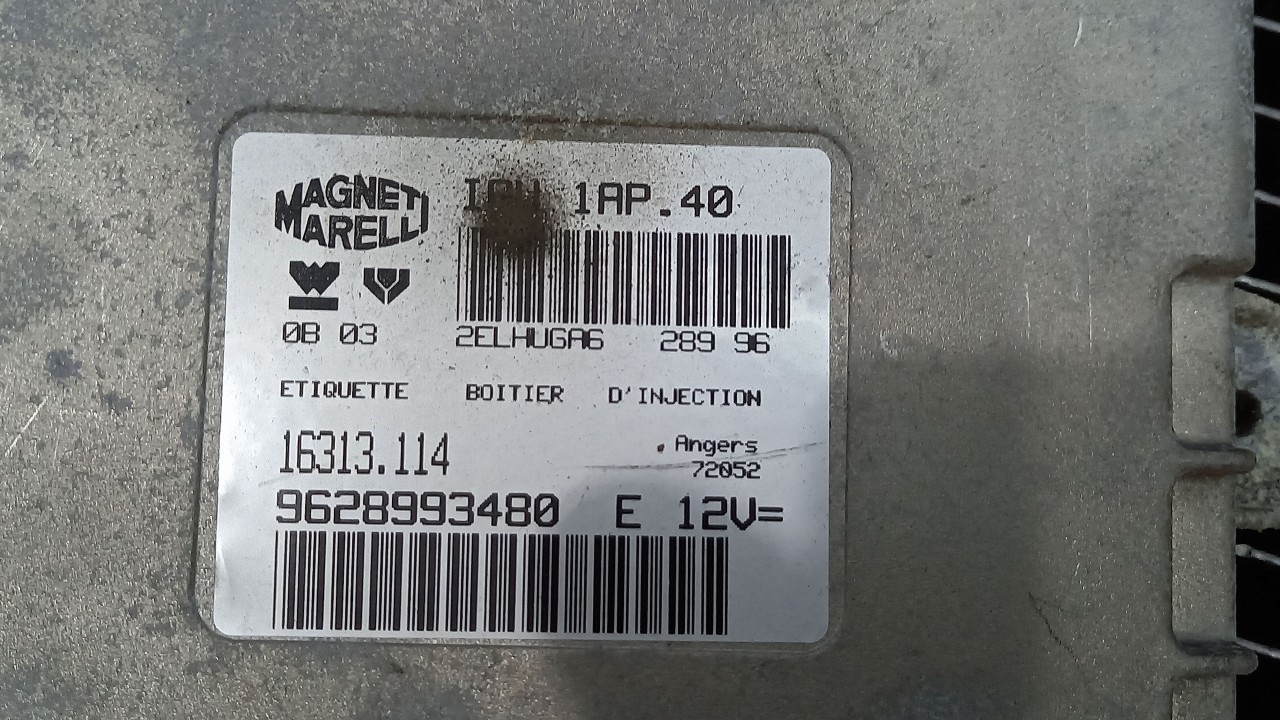 MAGNETI
MARELLI
1AP.40
0B 03
2ELHUGA6 289 96
ETIQUETTE BOITIER D'INJECTION
16313.114
Angers
72052
9628993480 E 12V=